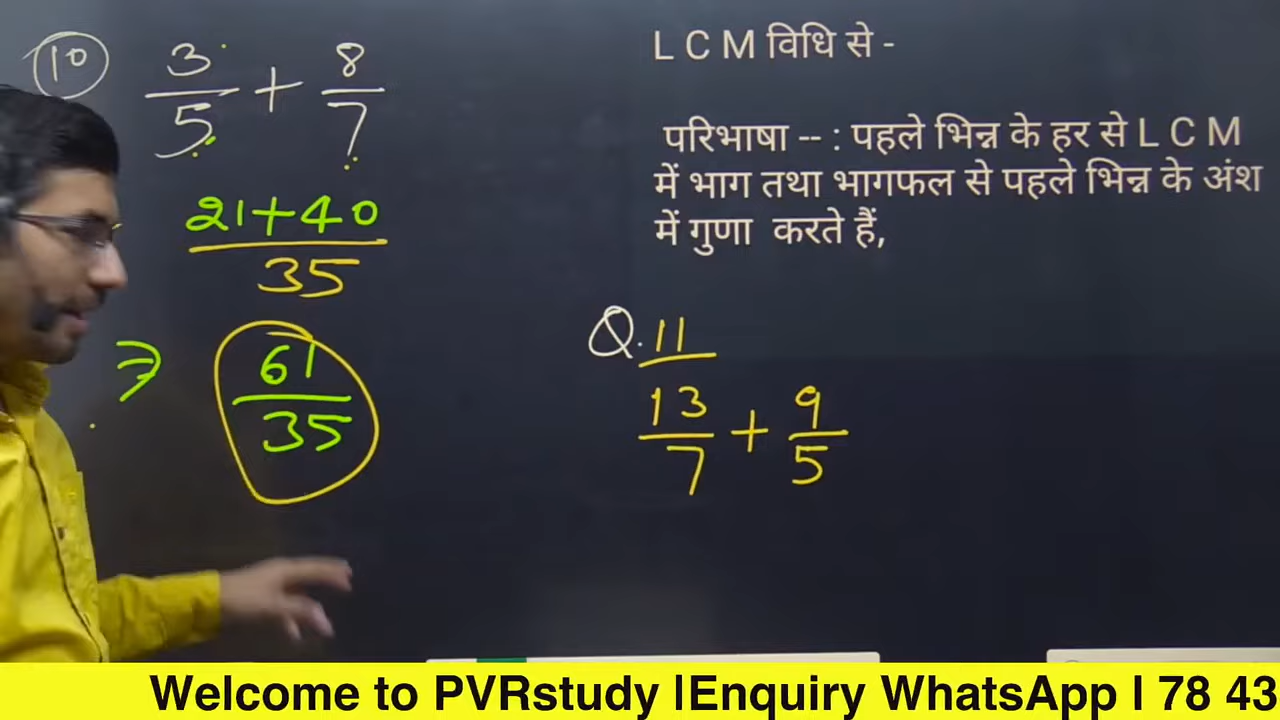 10
3/5 + 8/7
21+40/35
⇒ 61/35
L C M विधि से -
परिभाषा -- : पहले भिन्न के हर से L C M
में भाग तथा भागफल से पहले भिन्न के अंश
में गुणा करते हैं,
Q. 11
13/7 + 9/5
Welcome to PVRstudy |Enquiry WhatsApp I 78 43